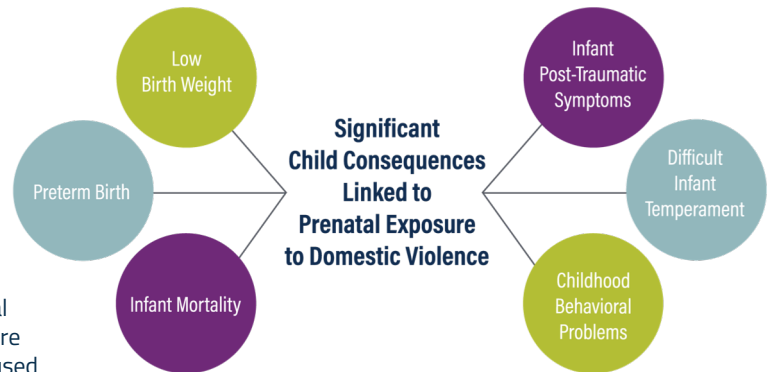 Low
Birth Weight
Preterm Birth
Infant Mortality
Significant
Child Consequences
Linked to
Prenatal Exposure
to Domestic Violence
Infant
Post-Traumatic
Symptoms
Difficult
Infant
Temperament
Childhood
Behavioral
Problems